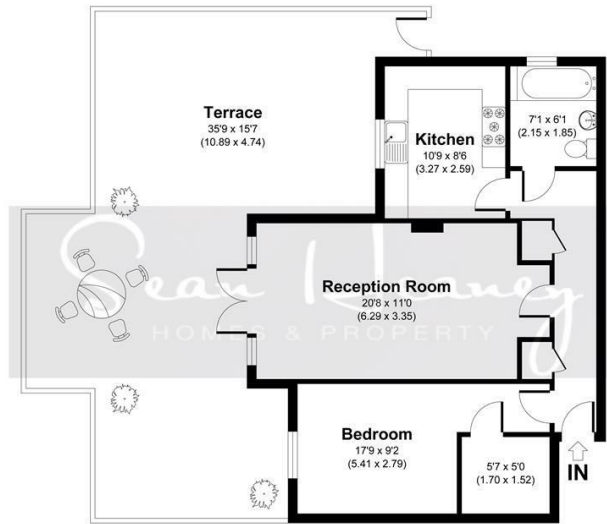 Terrace
35'9 x 15'7
(10.89 x 4.74)
Kitchen
10'9 x 8'6
(3.27 x 2.59)
7'1 x 6'1
(2.15 x 1.85)
Sean Heaney
HOMES & PROPERTY
Reception Room
20'8 x 11'0
(6.29 x 3.35)
Bedroom
17'9 x 9'2
(5.41 x 2.79)
5'7 x 5'0
(1.70 x 1.52)
IN